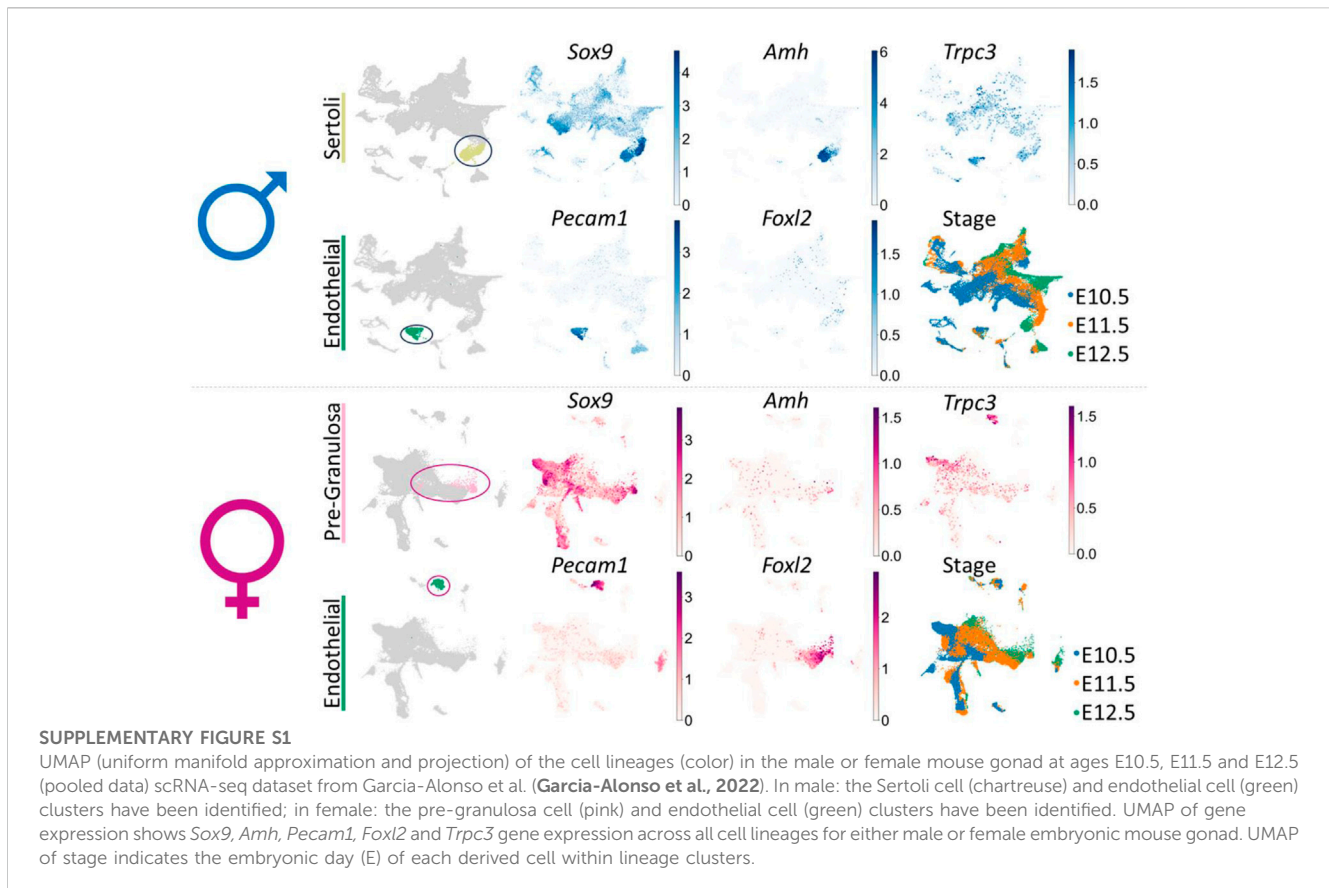 Sox9 Amh Trpc3
Sertoli
4
3
2
1
0
6
4
2
0
1.5
1.0
0.5
0.0
Pecam1 Foxl2 Stage
Endothelial
3
2
1
0
1.5
1.0
0.5
0.0
E10.5
E11.5
E12.5
Sox9 Amh Trpc3
Pre-Granulosa
3
2
1
0
1.5
1.0
0.5
0.0
1.5
1.0
0.5
0.0
Pecam1 Foxl2 Stage
Endothelial
3
2
1
0
2
1
0
E10.5
E11.5
E12.5
SUPPLEMENTARY FIGURE S1
UMAP (uniform manifold approximation and projection) of the cell lineages (color) in the male or female mouse gonad at ages E10.5, E11.5 and E12.5
(pooled data) scRNA-seq dataset from Garcia-Alonso et al. (Garcia-Alonso et al., 2022). In male: the Sertoli cell (chartreuse) and endothelial cell (green)
clusters have been identified; in female: the pre-granulosa cell (pink) and endothelial cell (green) clusters have been identified. UMAP of gene
expression shows Sox9, Amh, Pecam1, Foxl2 and Trpc3 gene expression across all cell lineages for either male or female embryonic mouse gonad. UMAP
of stage indicates the embryonic day (E) of each derived cell within lineage clusters.